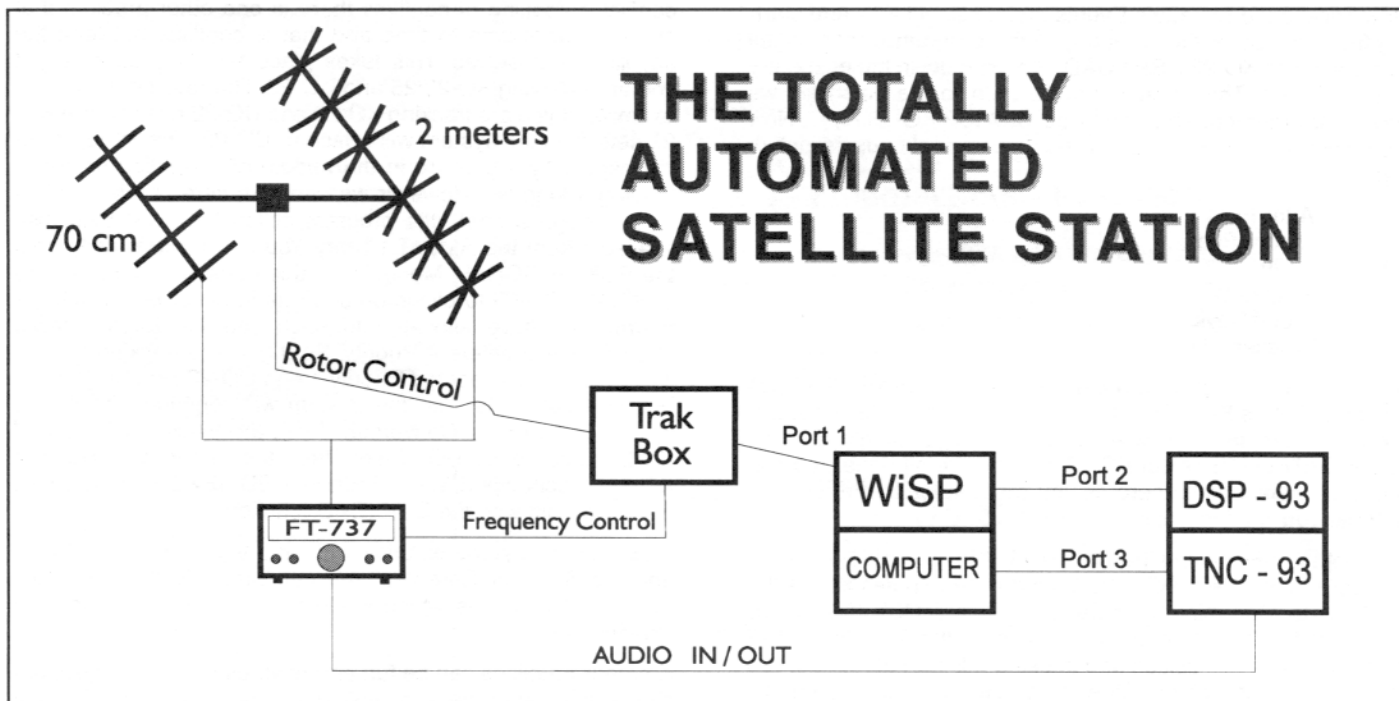 THE TOTALLY
AUTOMATED
SATELLITE STATION
2 meters
70 cm
Rotor Control
Trak
Box
Port 1
WiSP
Port 2
DSP - 93
FT-737
Frequency Control
COMPUTER
Port 3
TNC - 93
AUDIO IN / OUT